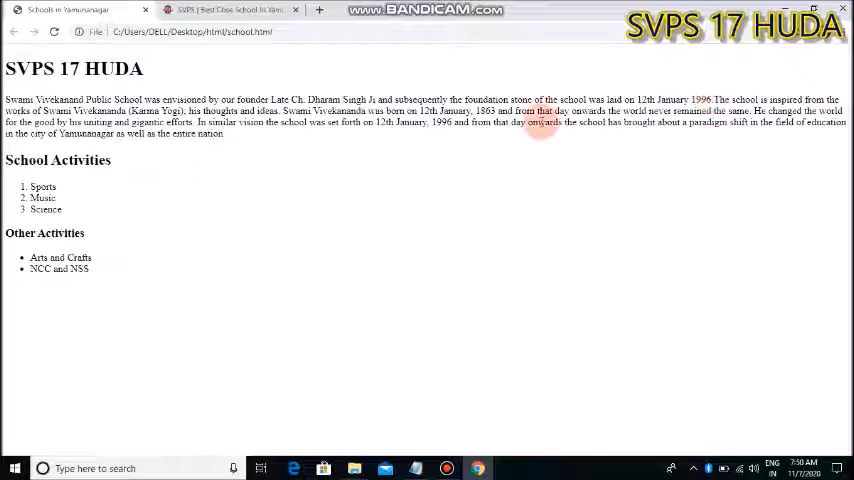 Schools in Yamunanagar
SVPS | Best Cbse School In Yami
www.BANDICAM.com
SVPS 17 HUDA
File
C:/Users/DELL/Desktop/html/school.html
SVPS 17 HUDA
Swami Vivekanand Public School was envisioned by our founder Late Ch. Dharam Singh Ji and subsequently the foundation stone of the school was laid on 12th January 1996.The school is inspired from the
works of Swami Vivekananda (Karma Yogi); his thoughts and ideas. Swami Vivekananda was born on 12th January, 1863 and from that day onwards the world never remained the same. He changed the world
for the good by his uniting and gigantic efforts. In similar vision the school was set forth on 12th January, 1996 and from that day onwards the school has brought about a paradigm shift in the field of education
in the city of Yamunanagar as well as the entire nation
School Activities
1. Sports
2. Music
3 Science
Other Activities
• Arts and Crafts
• NCC and NSS
Type here to search
ENG
IN
7:50 AM
11/7/2020